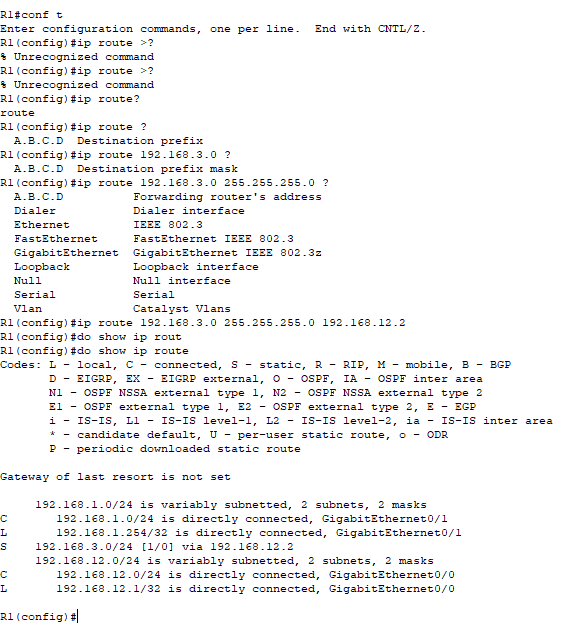 R1#conf t
Enter configuration commands, one per line.  End with CNTL/Z.
R1(config)#ip route >?
% Unrecognized command
R1(config)#ip route >?
% Unrecognized command
R1(config)#ip route?
route
R1(config)#ip route ?
  A.B.C.D  Destination prefix
R1(config)#ip route 192.168.3.0 ?
  A.B.C.D  Destination prefix mask
R1(config)#ip route 192.168.3.0 255.255.255.0 ?
  A.B.C.D          Forwarding router's address
  Dialer           Dialer interface
  Ethernet         IEEE 802.3
  FastEthernet     FastEthernet IEEE 802.3
  GigabitEthernet  GigabitEthernet IEEE 802.3z
  Loopback         Loopback interface
  Null             Null interface
  Serial           Serial
  Vlan             Catalyst Vlans
R1(config)#ip route 192.168.3.0 255.255.255.0 192.168.12.2
R1(config)#do show ip rout
R1(config)#do show ip route
Codes: L - local, C - connected, S - static, R - RIP, M - mobile, B - BGP
       D - EIGRP, EX - EIGRP external, O - OSPF, IA - OSPF inter area
       N1 - OSPF NSSA external type 1, N2 - OSPF NSSA external type 2
       E1 - OSPF external type 1, E2 - OSPF external type 2, E - EGP
       i - IS-IS, L1 - IS-IS level-1, L2 - IS-IS level-2, ia - IS-IS inter area
       * - candidate default, U - per-user static route, o - ODR
       P - periodic downloaded static route
Gateway of last resort is not set
     192.168.1.0/24 is variably subnetted, 2 subnets, 2 masks
C       192.168.1.0/24 is directly connected, GigabitEthernet0/1
L       192.168.1.254/32 is directly connected, GigabitEthernet0/1
S    192.168.3.0/24 [1/0] via 192.168.12.2
     192.168.12.0/24 is variably subnetted, 2 subnets, 2 masks
C       192.168.12.0/24 is directly connected, GigabitEthernet0/0
L       192.168.12.1/32 is directly connected, GigabitEthernet0/0
R1(config)#